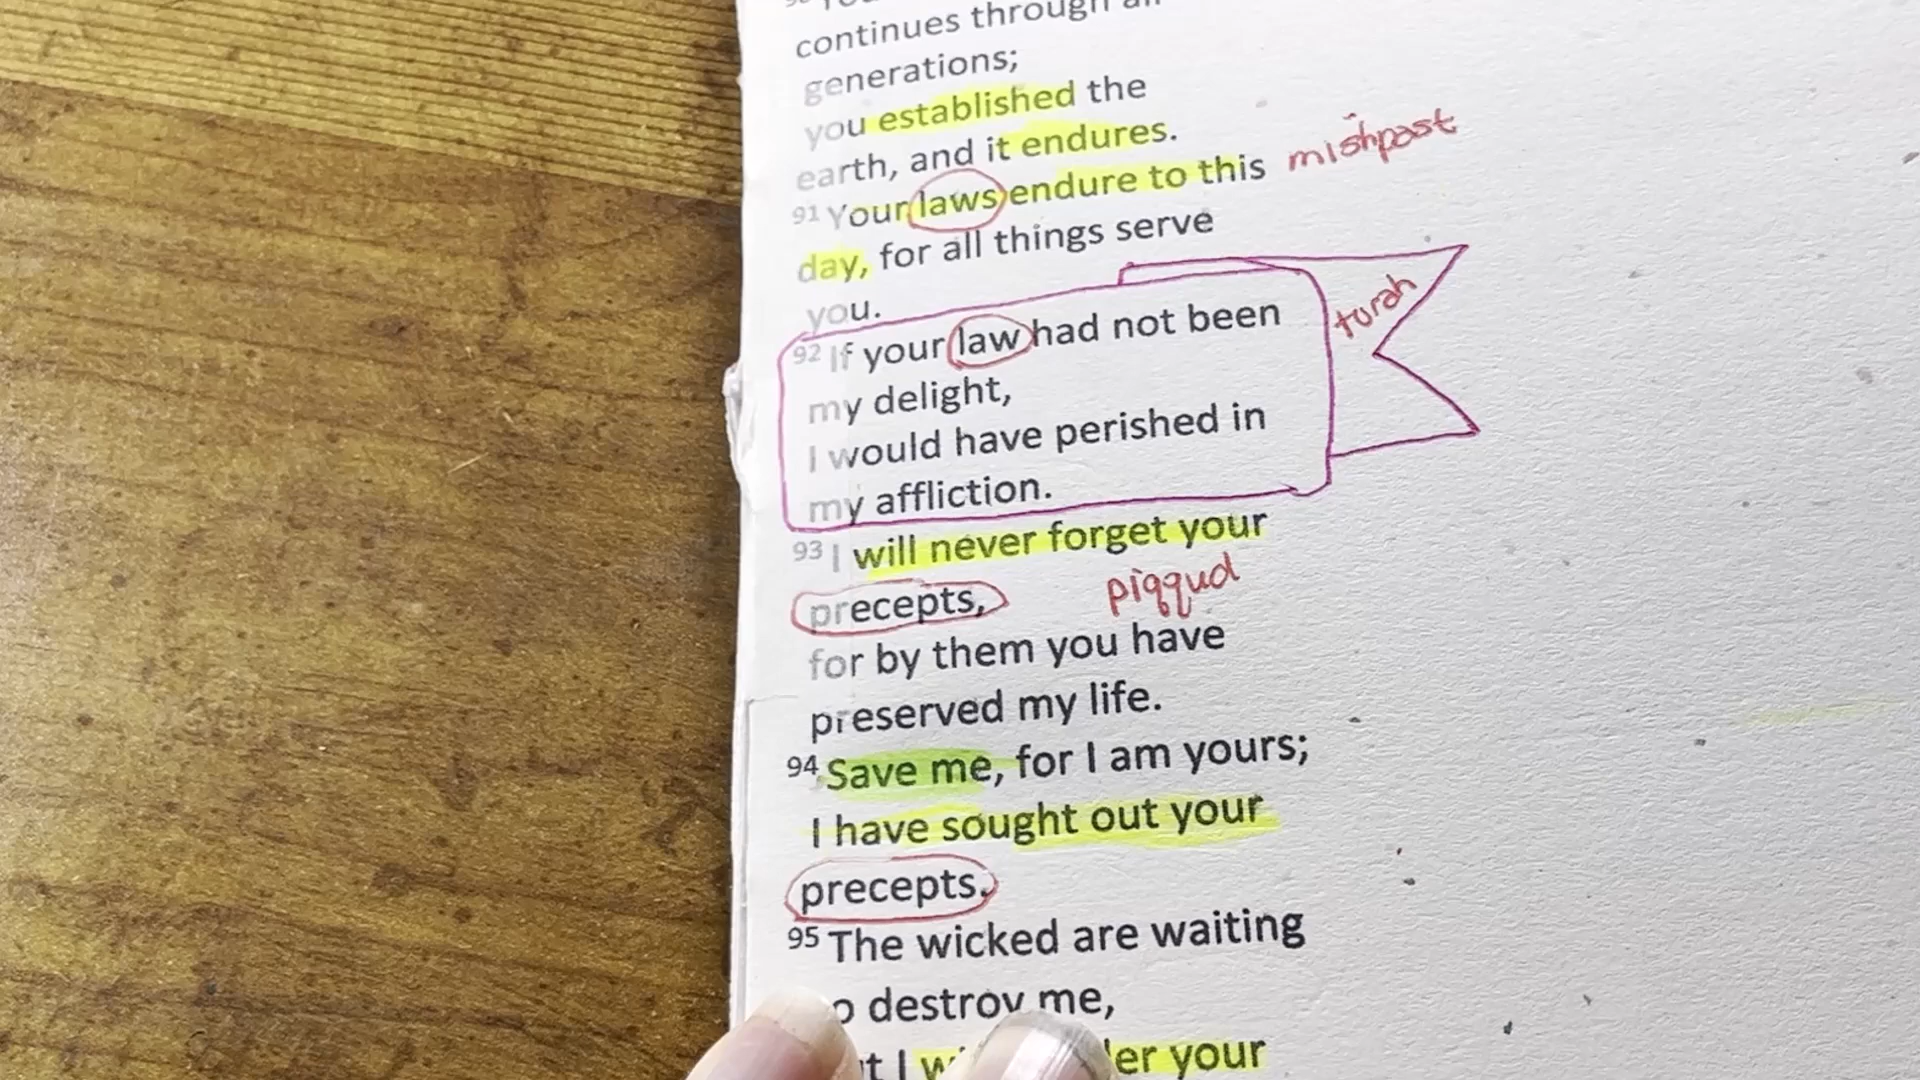 continues through all
generations;
you established the
earth, and it endures.
91 Your laws endure to this mishpast
day, for all things serve
you.
92 If your law had not been torah
my delight,
I would have perished in
my affliction.
93 I will never forget your
precepts, piqqud
for by them you have
preserved my life.
94 Save me, for I am yours;
I have sought out your
precepts.
95 The wicked are waiting
destroy me,
I your